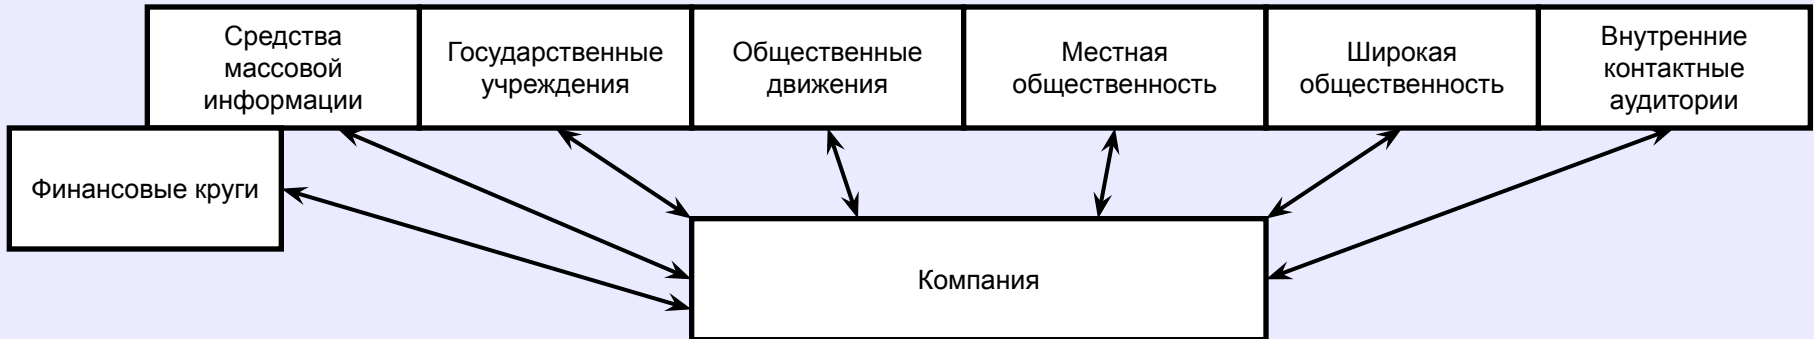 Средства
массовой
информации
Государственные
учреждения
Общественные
движения
Местная
общественность
Широкая
общественность
Внутренние
контактные
аудитории
Финансовые круги
Компания